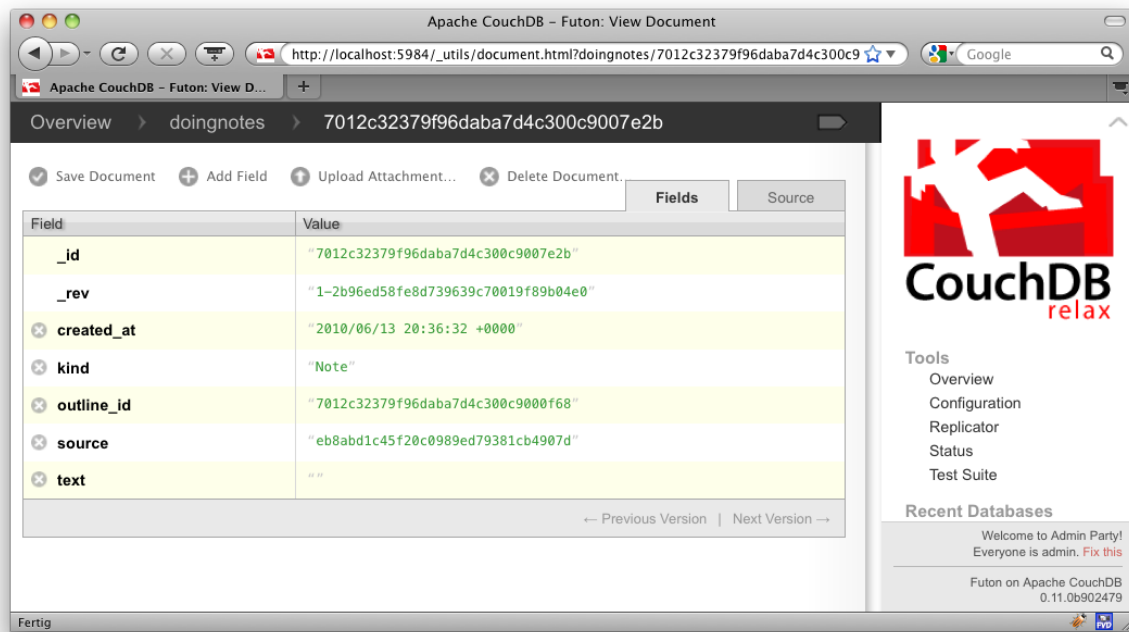 Apache CouchDB – Futon: View Document
http://localhost:5984/_utils/document.html?doingnotes/7012c32379f96daba7d4c300c9
Google
Apache CouchDB – Futon: View D...
Overview
doingnotes
7012c32379f96daba7d4c300c9007e2b
Save Document
Add Field
Upload Attachment...
Delete Document.
Fields
Source
Field
Value
_id
"7012c32379f96daba7d4c300c9007e2b"
_rev
"1-2b96ed58fe8d739639c70019f89b04e0"
created_at
"2010/06/13 20:36:32 +0000"
kind
"Note"
outline_id
"7012c32379f96daba7d4c300c9000f68"
source
"eb8abd1c45f20c0989ed79381cb4907d"
text
""
← Previous Version | Next Version →
CouchDB
relax
Tools
Overview
Configuration
Replicator
Status
Test Suite
Recent Databases
Welcome to Admin Party!
Everyone is admin. Fix this
Futon on Apache CouchDB
0.11.0b902479
Fertig